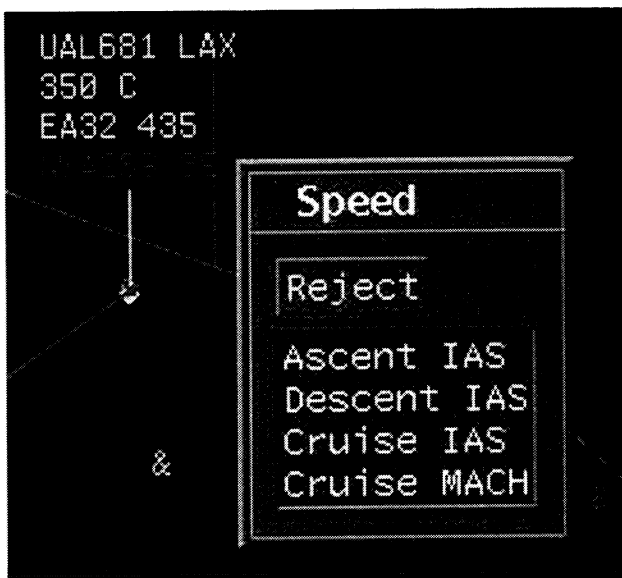 UAL681 LAX
350 C
EA32 435
Speed
Reject
Ascent IAS
Descent IAS
Cruise IAS
Cruise MACH
&